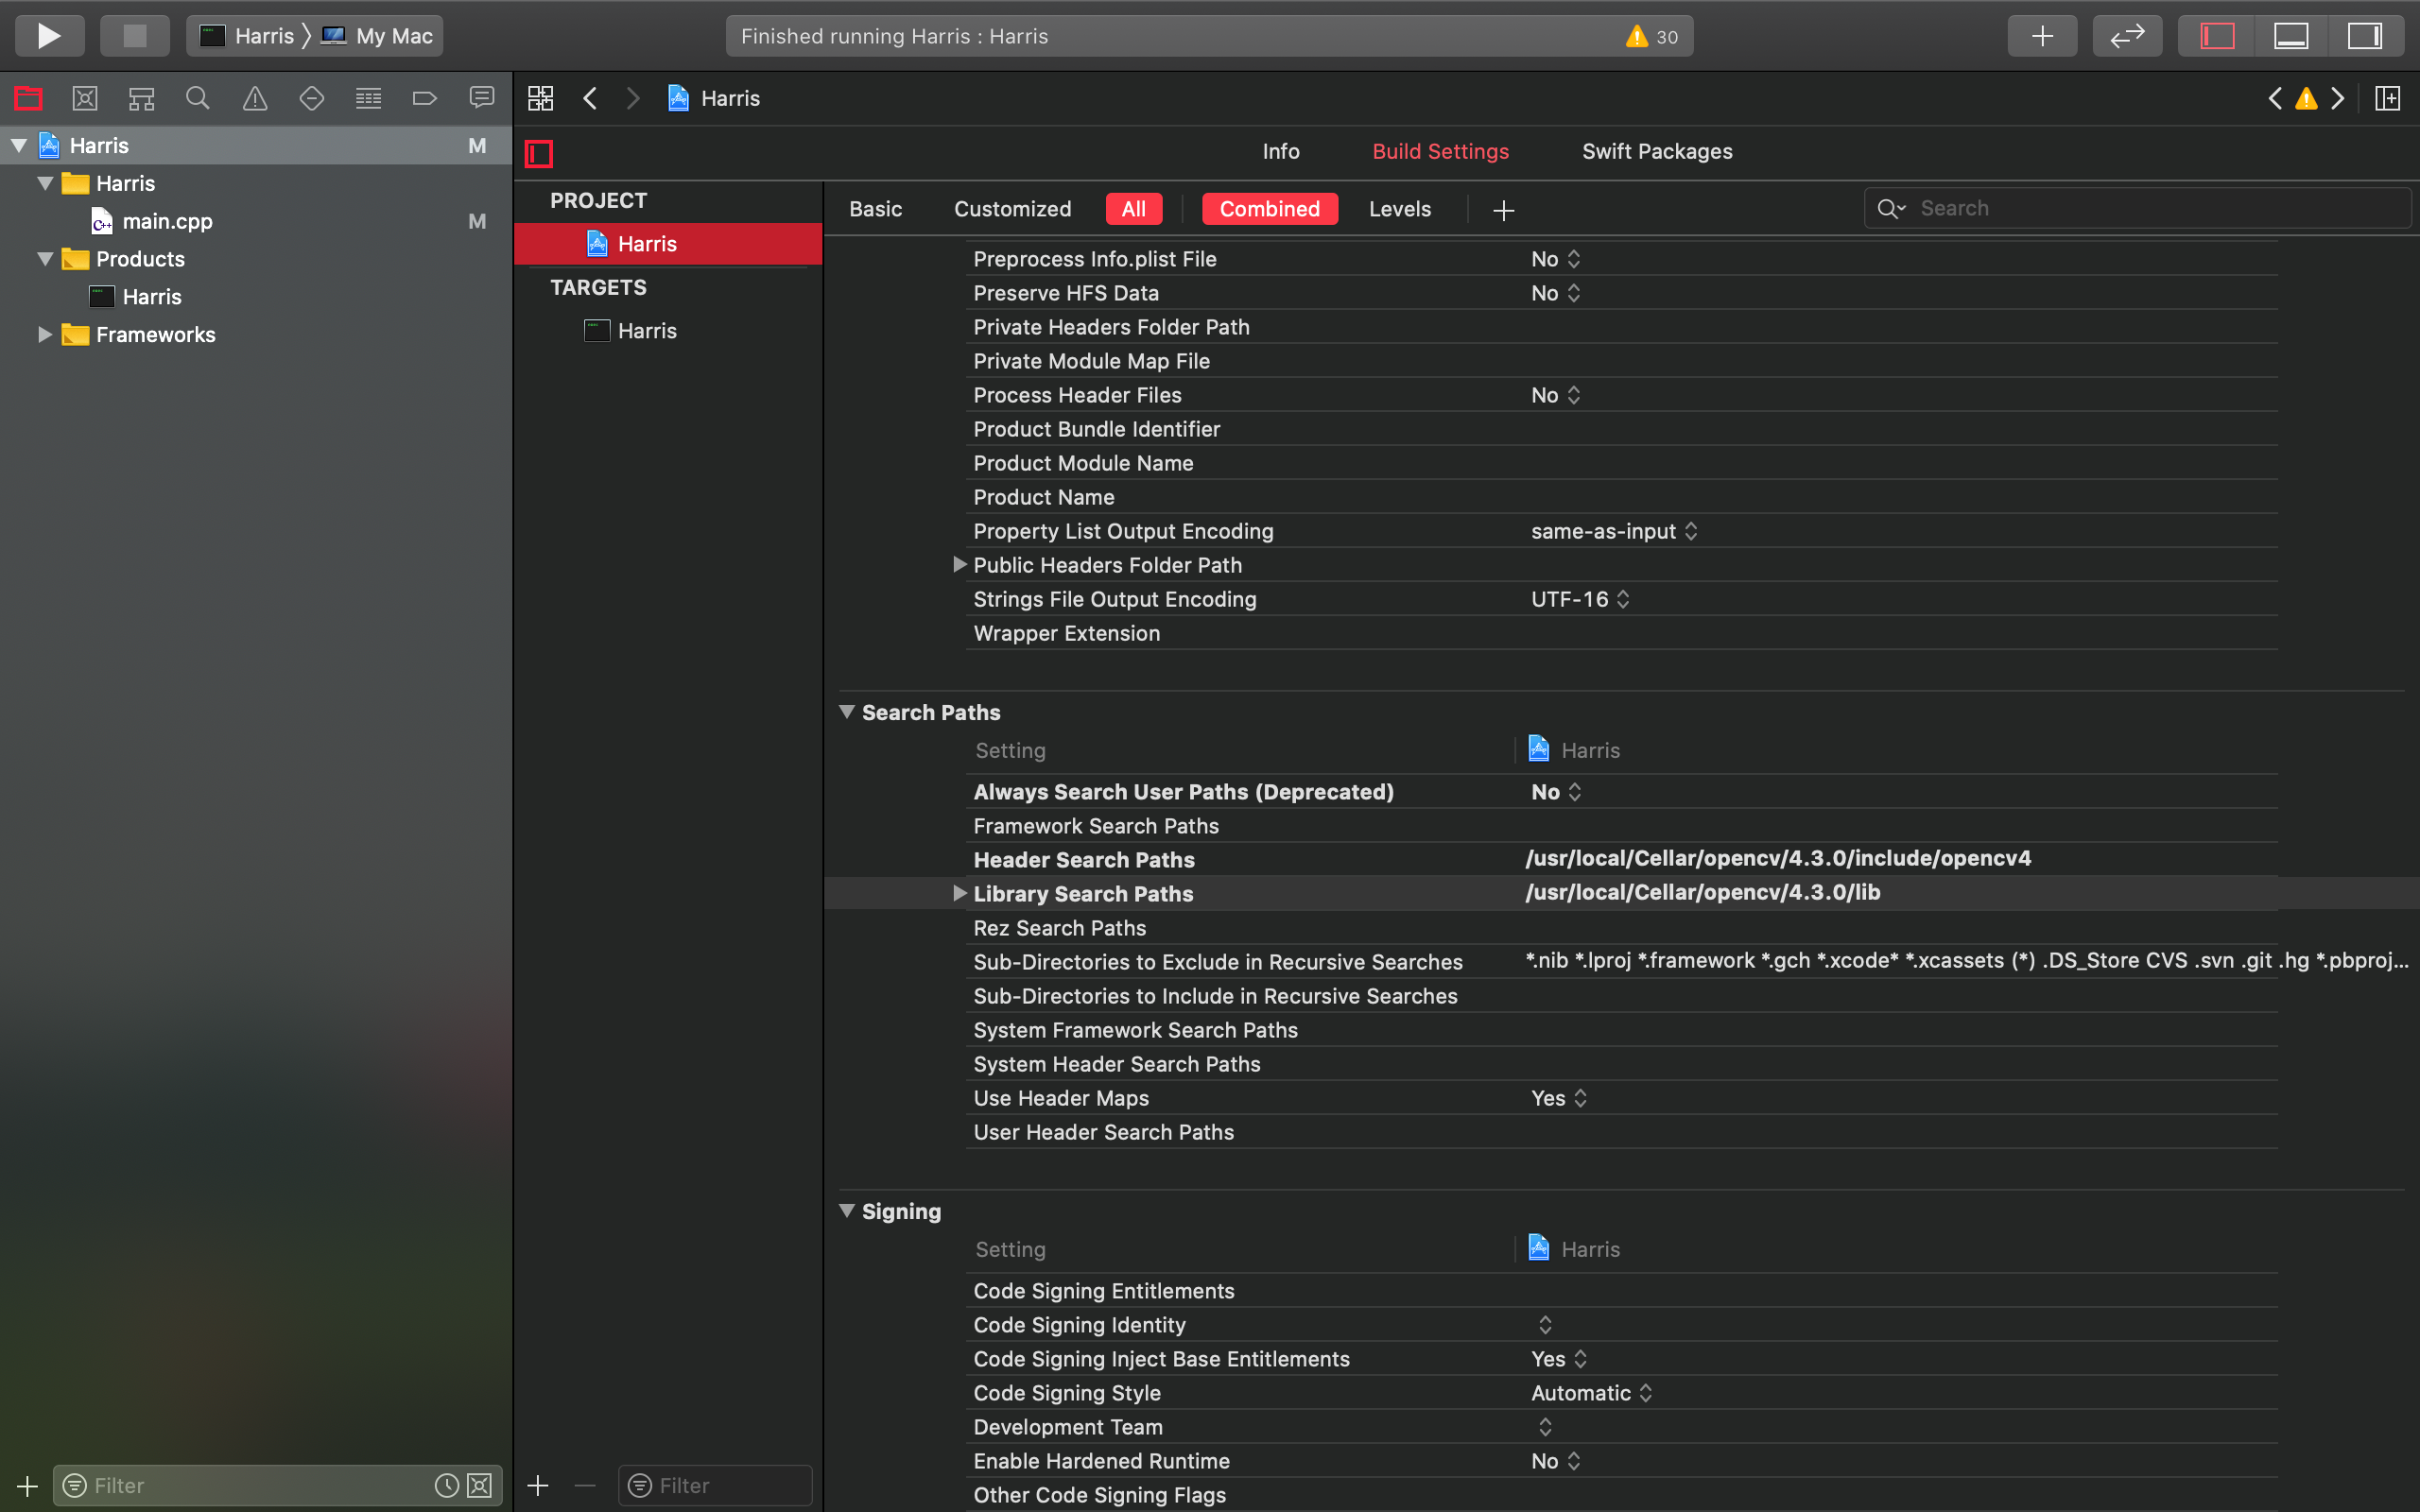 Harris
My Mac
Finished running Harris : Harris
30
Harris
Harris M
Harris
main.cpp M
Products
Harris
Frameworks
Info
Build Settings
Swift Packages
PROJECT
Harris
TARGETS
Harris
Basic
Customized
All
Combined
Levels
Search
Preprocess Info.plist File No
Preserve HFS Data No
Private Headers Folder Path
Private Module Map File
Process Header Files No
Product Bundle Identifier
Product Module Name
Product Name
Property List Output Encoding same-as-input
Public Headers Folder Path
Strings File Output Encoding UTF-16
Wrapper Extension
Search Paths
Setting Harris
Always Search User Paths (Deprecated) No
Framework Search Paths
Header Search Paths /usr/local/Cellar/opencv/4.3.0/include/opencv4
Library Search Paths /usr/local/Cellar/opencv/4.3.0/lib
Rez Search Paths
Sub-Directories to Exclude in Recursive Searches *.nib *.lproj *.framework *.gch *.xcode* *.xcassets (*) .DS_Store CVS .svn .git .hg *.pbproj...
Sub-Directories to Include in Recursive Searches
System Framework Search Paths
System Header Search Paths
Use Header Maps Yes
User Header Search Paths
Signing
Setting Harris
Code Signing Entitlements
Code Signing Identity
Code Signing Inject Base Entitlements Yes
Code Signing Style Automatic
Development Team
Enable Hardened Runtime No
Other Code Signing Flags
Filter
Filter